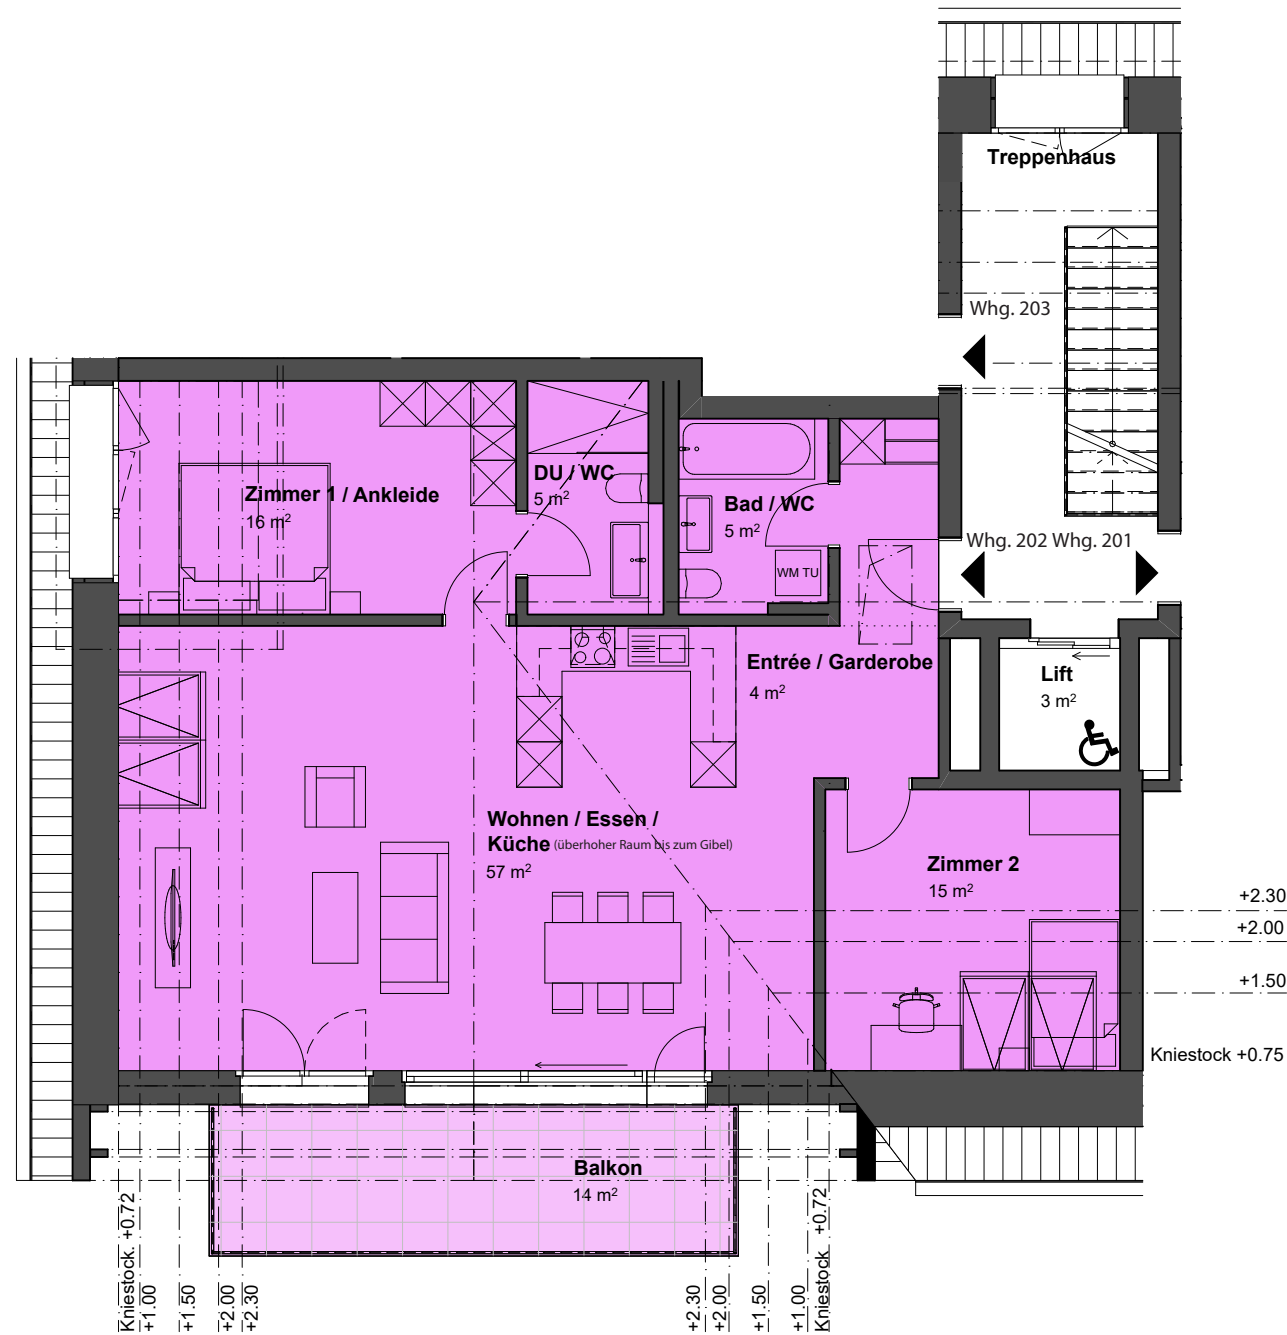 Treppenhaus
Whg. 203
Zimmer 1 / Ankleide
16 m²
DU / WC
5 m²
Bad / WC
5 m²
WM TU
Whg. 202 Whg. 201
Entrée / Garderobe
4 m²
Lift
3 m²
Wohnen / Essen /
Küche (überhoher Raum bis zum Gibel)
57 m²
Zimmer 2
15 m²
+2.30
+2.00
+1.50
Kniestock +0.75
Balkon
14 m²
Kniestock +0.72
+1.00
+1.50
+2.00
+2.30
+2.30
+2.00
+1.50
+1.00
Kniestock +0.72